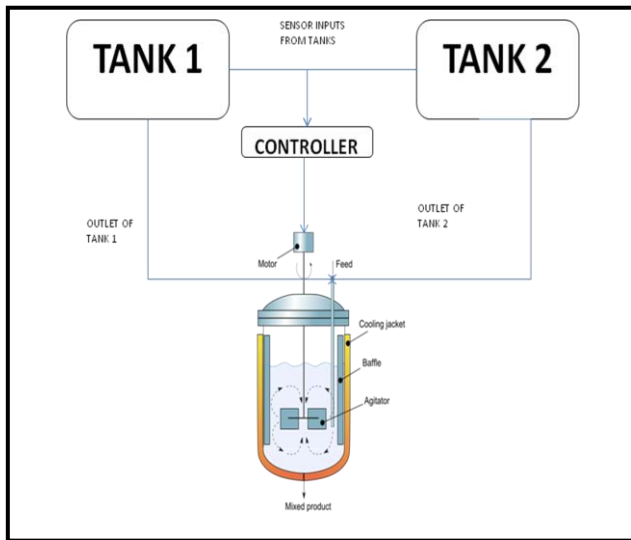 SENSOR INPUTS
FROM TANKS
TANK 1
TANK 2
CONTROLLER
OUTLET OF
TANK 1
OUTLET OF
TANK 2
Motor
Feed
Cooling jacket
Baffle
Agitator
Mixed product